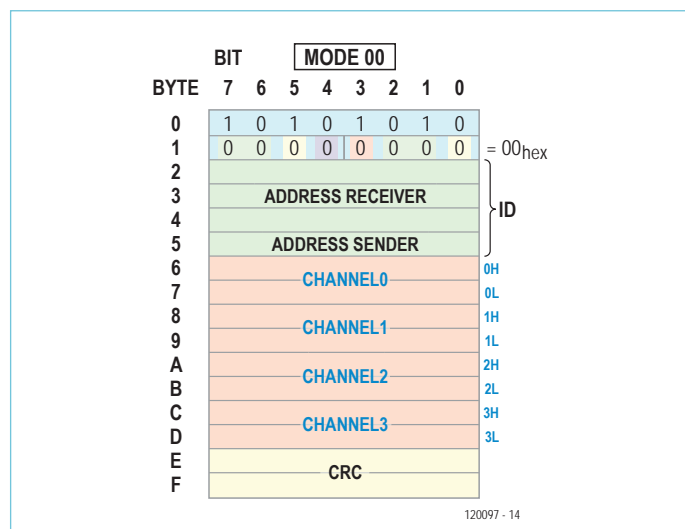 BIT MODE 00
BYTE 7 6 5 4 3 2 1 0
0 1 0 1 0 1 0 1 0
1 0 0 0 0 0 0 0 0 = 00hex
2
3 ADDRESS RECEIVER
4
ID
5 ADDRESS SENDER
6 0H
CHANNEL0
7 0L
8 1H
CHANNEL1
9 1L
A 2H
CHANNEL2
B 2L
C 3H
CHANNEL3
D 3L
E
CRC
F
120097 - 14